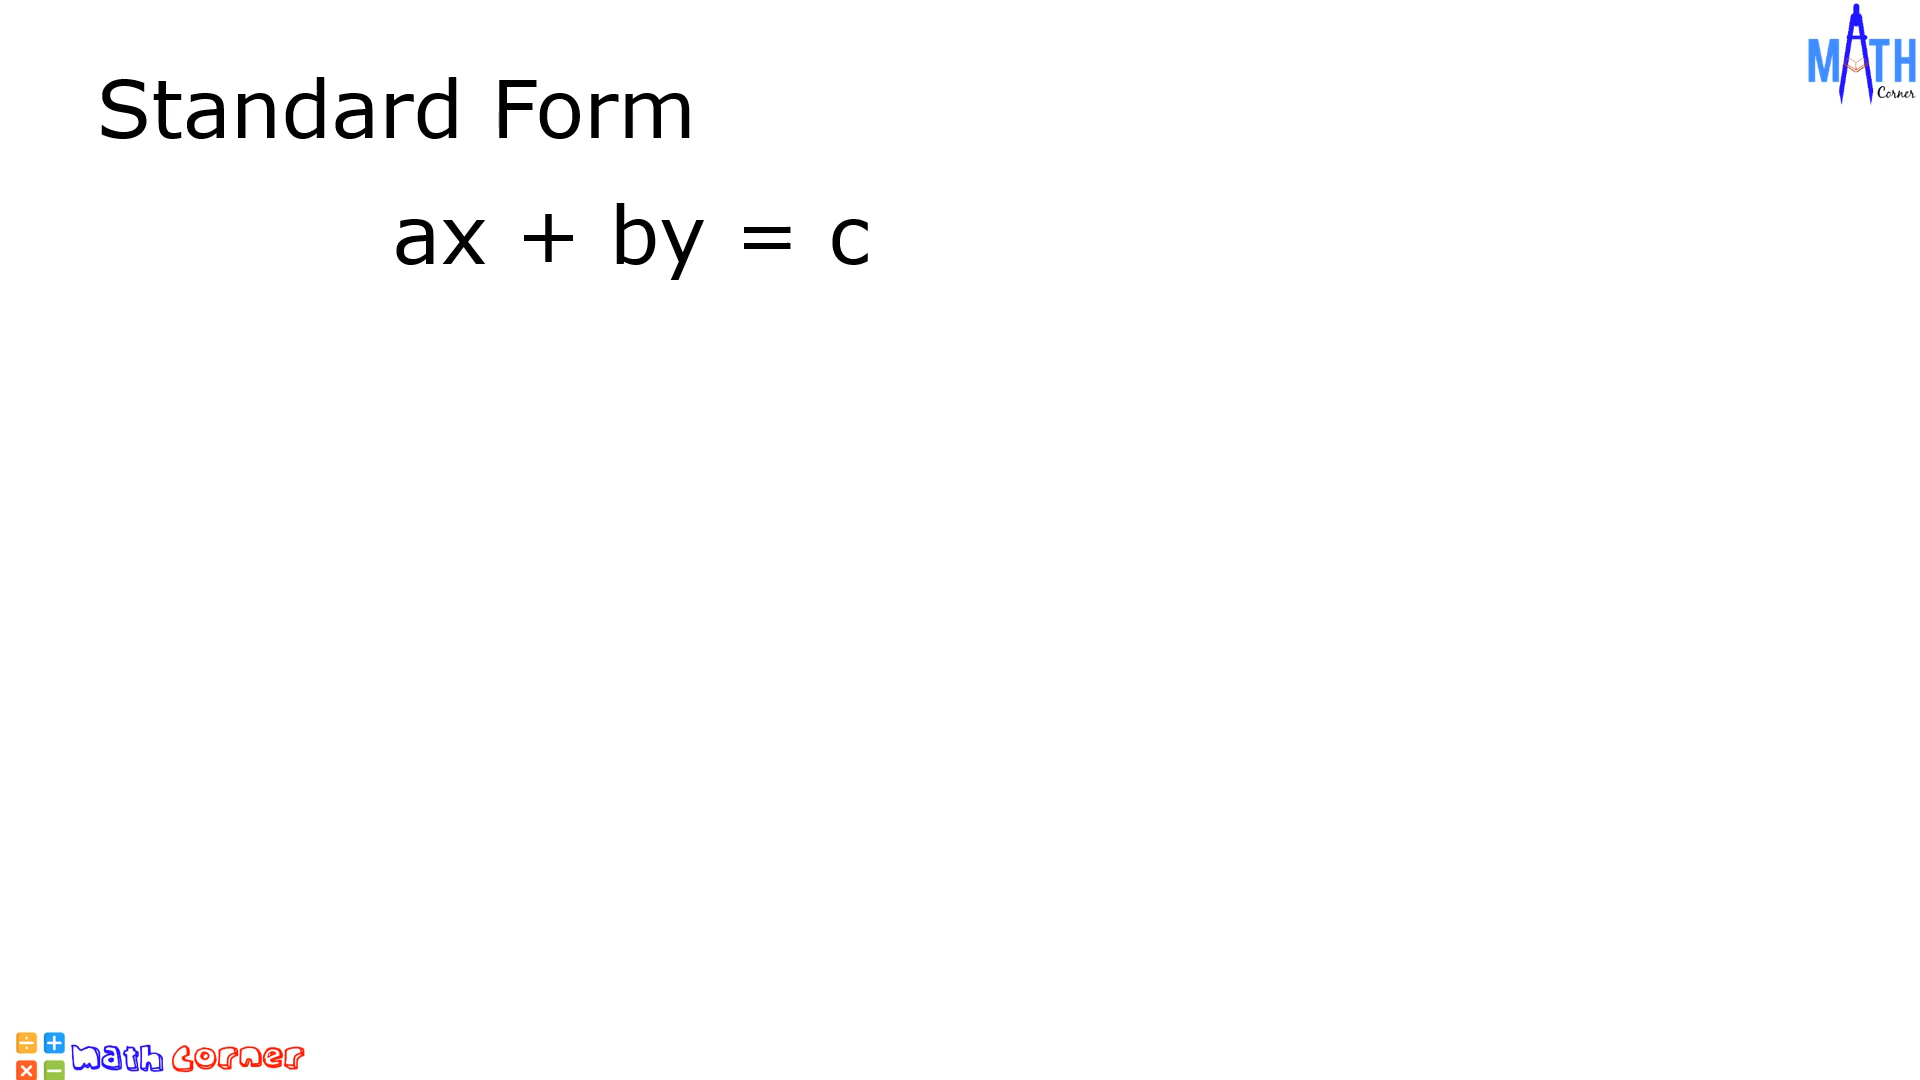 MATH
Corner
Standard Form
ax + by = c
math corner